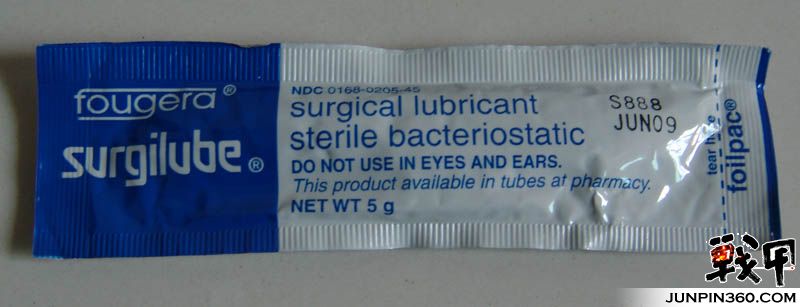 fougera®
surgilube®
NDC 0168-0205-45
surgical lubricant
sterile bacteriostatic
DO NOT USE IN EYES AND EARS.
This product available in tubes at pharmacy.
NET WT 5 g
S888
JUN09
tear here
foilpac®
戦甲
JUNPIN360.COM